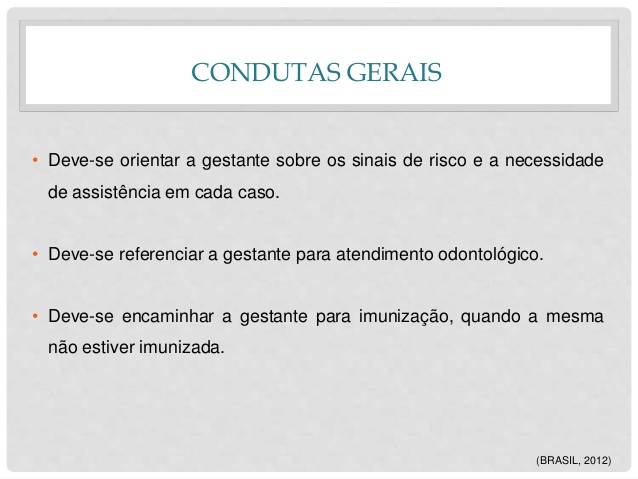 CONDUTAS GERAIS
• Deve-se orientar a gestante sobre os sinais de risco e a necessidade
de assistência em cada caso.
• Deve-se referenciar a gestante para atendimento odontológico.
• Deve-se encaminhar a gestante para imunização, quando a mesma
não estiver imunizada.
(BRASIL, 2012)